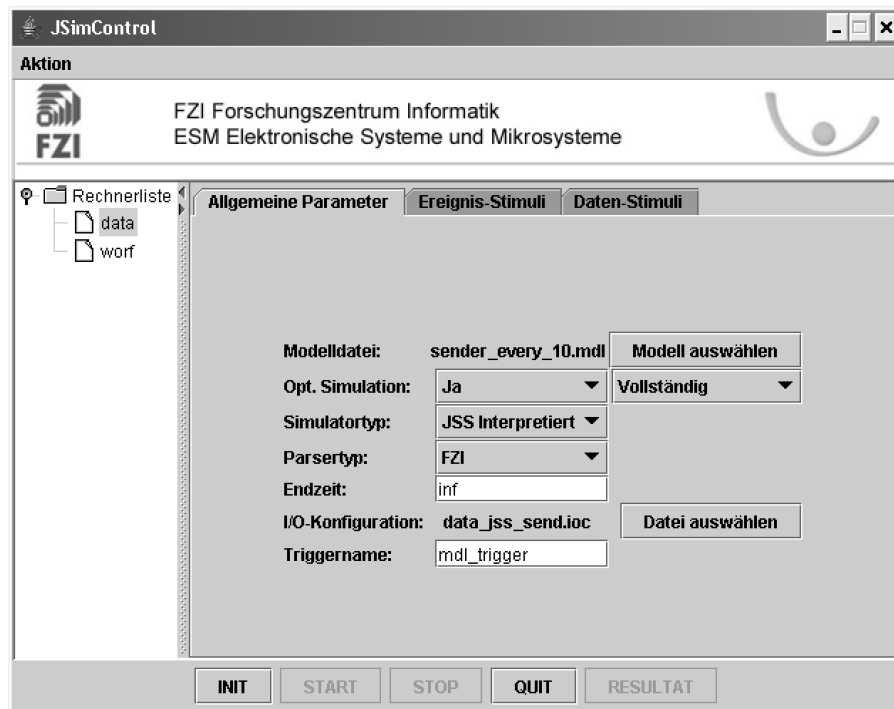 JSimControl
Aktion
FZI
FZI Forschungszentrum Informatik
ESM Elektronische Systeme und Mikrosysteme
Rechnerliste
data
worf
Allgemeine Parameter Ereignis-Stimuli Daten-Stimuli
Modelldatei: sender_every_10.mdl Modell auswählen
Opt. Simulation: Ja Vollständig
Simulatortyp: JSS Interpretiert
Parsertyp: FZI
Endzeit: inf
I/O-Konfiguration: data_jss_send.ioc Datei auswählen
Triggername: mdl_trigger
INIT START STOP QUIT RESULTAT